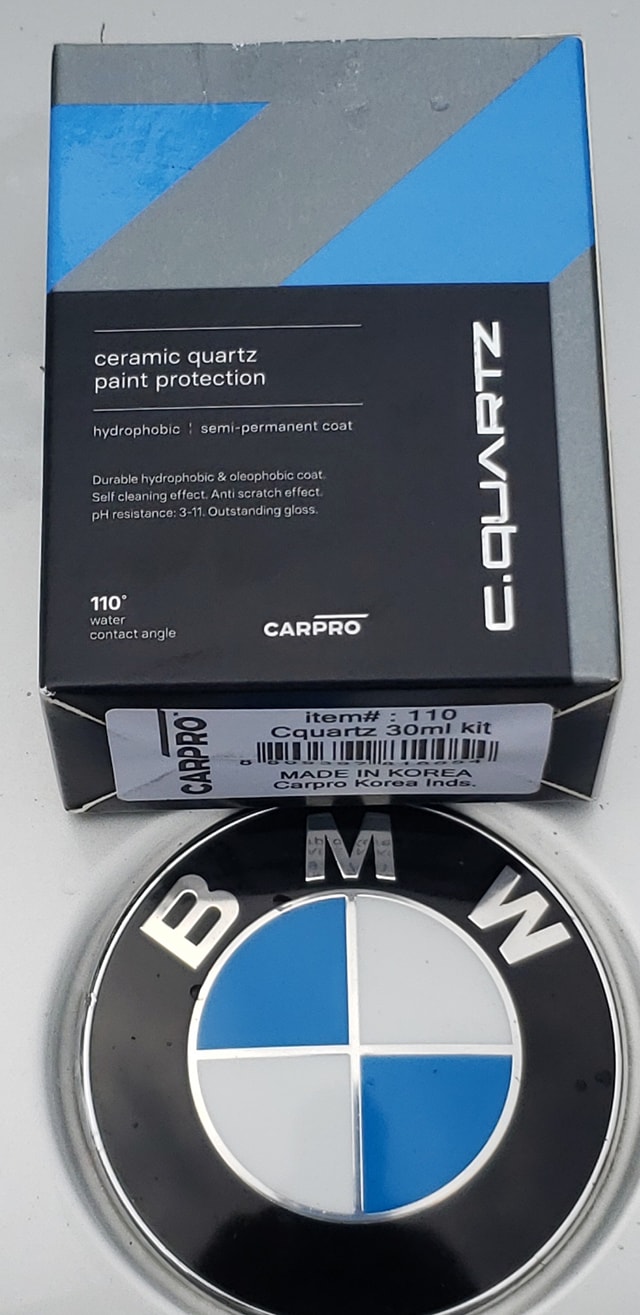 ceramic quartz
paint protection
hydrophobic ¦ semi-permanent coat
Durable hydrophobic & oleophobic coat.
Self cleaning effect. Anti scratch effect.
pH resistance: 3-11. Outstanding gloss.
110°
water
contact angle
CARPRO
C.QUARTZ
CARPRO
item# : 110
Cquartz 30ml kit
MADE IN KOREA
Carpro Korea Inds.
BMW